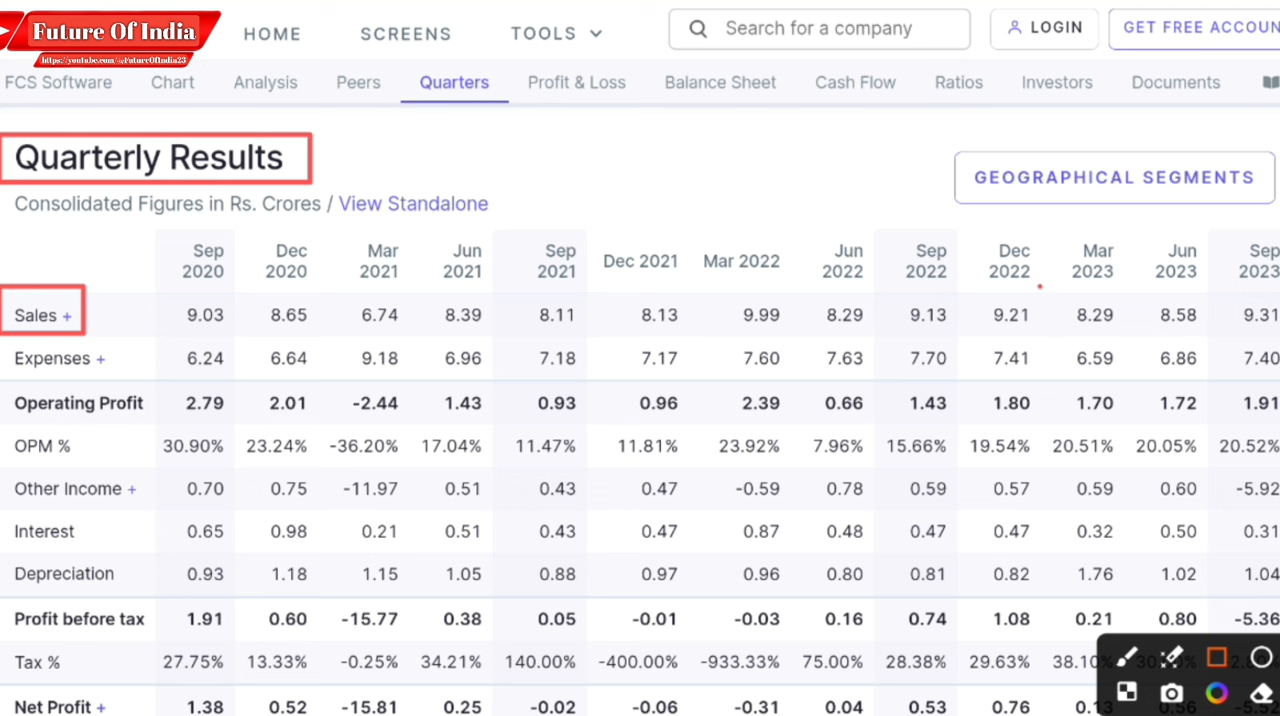 Future Of India
https://youtube.com/@FutureOfIndia23
HOME SCREENS TOOLS Search for a company LOGIN GET FREE ACCOUN
FCS Software Chart Analysis Peers Quarters Profit & Loss Balance Sheet Cash Flow Ratios Investors Documents
Quarterly Results
GEOGRAPHICAL SEGMENTS
Consolidated Figures in Rs. Crores / View Standalone
Sep 2020 Dec 2020 Mar 2021 Jun 2021 Sep 2021 Dec 2021 Mar 2022 Jun 2022 Sep 2022 Dec 2022 Mar 2023 Jun 2023 Sep 2023
Sales + 9.03 8.65 6.74 8.39 8.11 8.13 9.99 8.29 9.13 9.21 8.29 8.58 9.31
Expenses + 6.24 6.64 9.18 6.96 7.18 7.17 7.60 7.63 7.70 7.41 6.59 6.86 7.40
Operating Profit 2.79 2.01 -2.44 1.43 0.93 0.96 2.39 0.66 1.43 1.80 1.70 1.72 1.91
OPM % 30.90% 23.24% -36.20% 17.04% 11.47% 11.81% 23.92% 7.96% 15.66% 19.54% 20.51% 20.05% 20.52%
Other Income + 0.70 0.75 -11.97 0.51 0.43 0.47 -0.59 0.78 0.59 0.57 0.59 0.60 -5.92
Interest 0.65 0.98 0.21 0.51 0.43 0.47 0.87 0.48 0.47 0.47 0.32 0.50 0.31
Depreciation 0.93 1.18 1.15 1.05 0.88 0.97 0.96 0.80 0.81 0.82 1.76 1.02 1.04
Profit before tax 1.91 0.60 -15.77 0.38 0.05 -0.01 -0.03 0.16 0.74 1.08 0.21 0.80 -5.36
Tax % 27.75% 13.33% -0.25% 34.21% 140.00% -400.00% -933.33% 75.00% 28.38% 29.63% 38.10%
Net Profit + 1.38 0.52 -15.81 0.25 -0.02 -0.06 -0.31 0.04 0.53 0.76